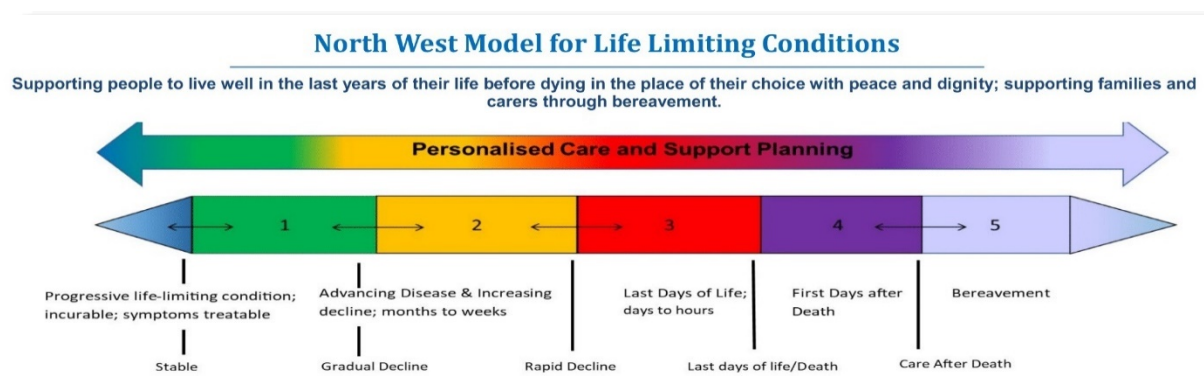 North West Model for Life Limiting Conditions
Supporting people to live well in the last years of their life before dying in the place of their choice with peace and dignity; supporting families and
carers through bereavement.
Personalised Care and Support Planning
1 2 3 4 5
Progressive life-limiting condition;
incurable; symptoms treatable
Advancing Disease & Increasing
decline; months to weeks
Last Days of Life;
days to hours
First Days after
Death
Bereavement
Stable
Gradual Decline
Rapid Decline
Last days of life/Death
Care After Death